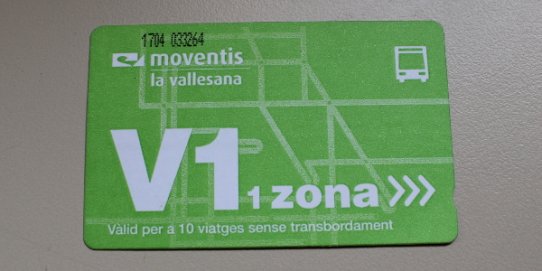 1704 033264
moventis
la vallesana
V1 1 zona
Vàlid per a 10 viatges sense transbordament